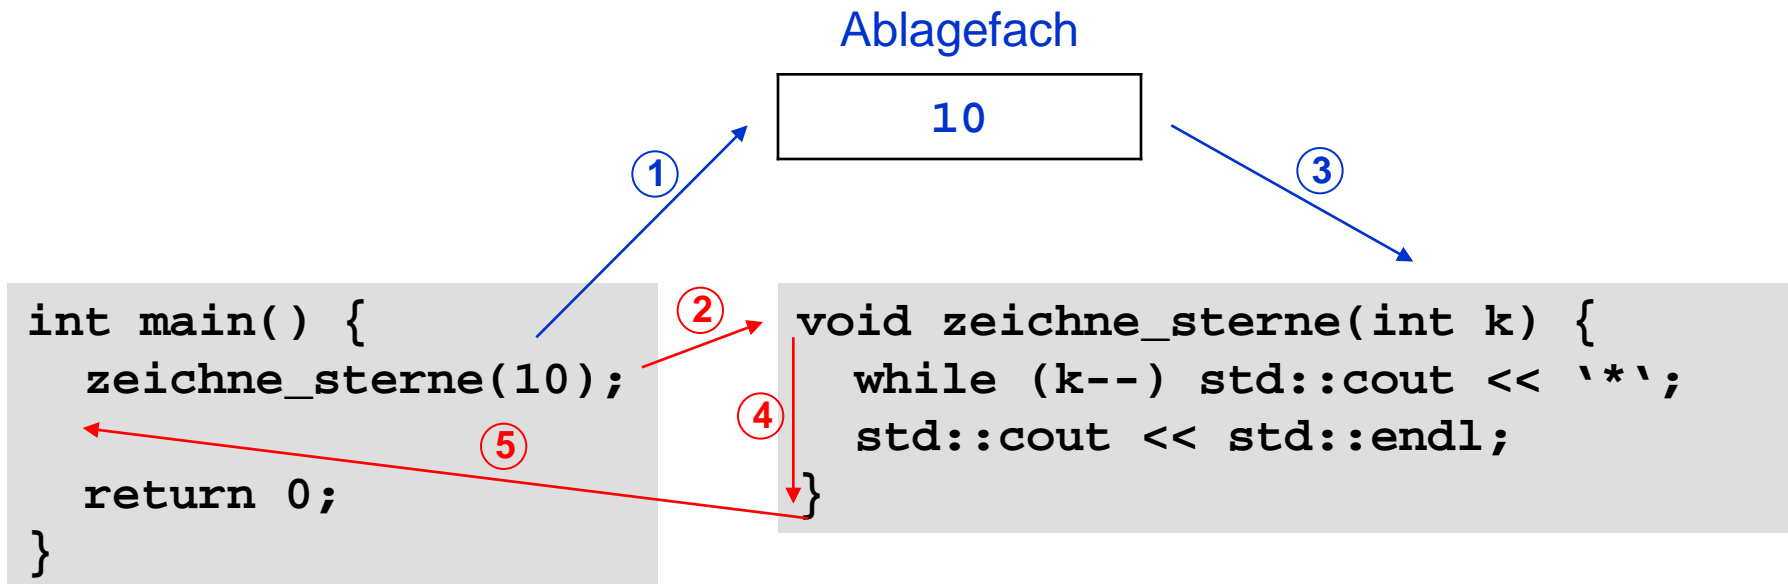 Ablagefach
10
1
3
2
int main() {
zeichne_sterne(10);
return 0;
}
5
4
void zeichne_sterne(int k) {
while (k--) std::cout << ‘*‘;
std::cout << std::endl;
}